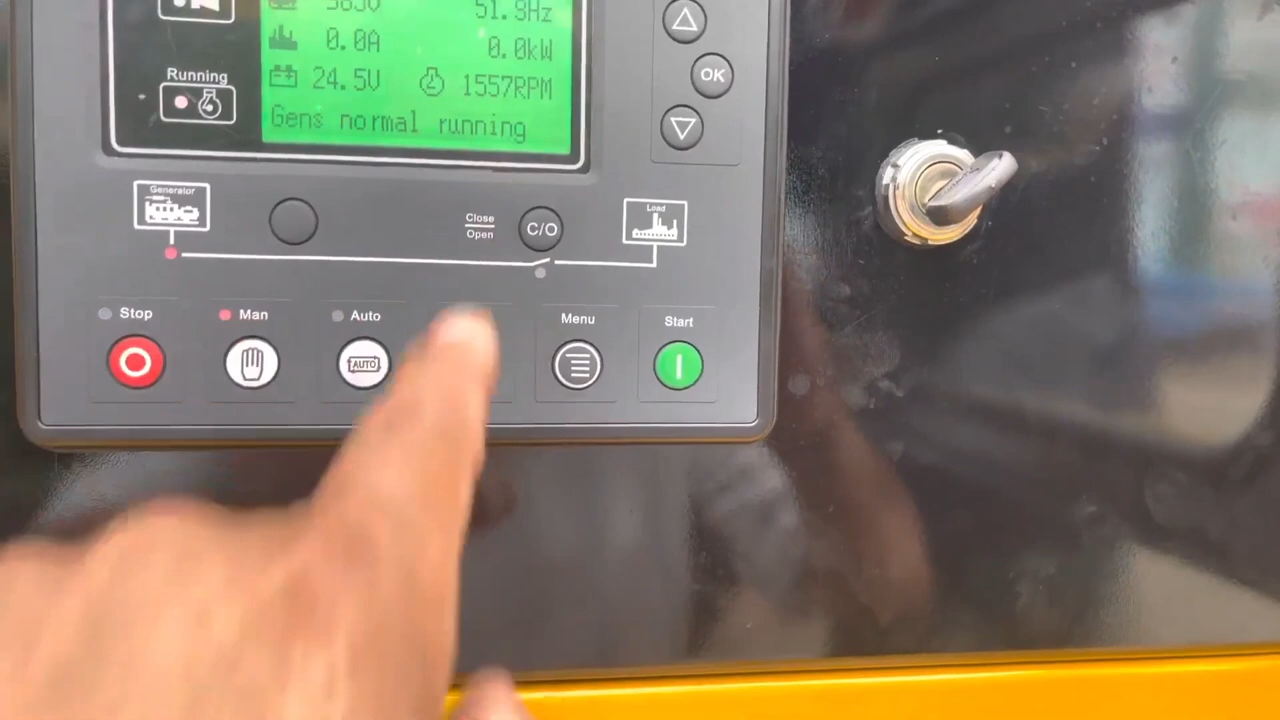 51.9Hz
0.0A 0.0kW
Running
24.5V 1557RPM
Gens normal running
OK
Generator
Close
Open
C/O
Load
Stop
Man
Auto
Menu
Start
AUTO